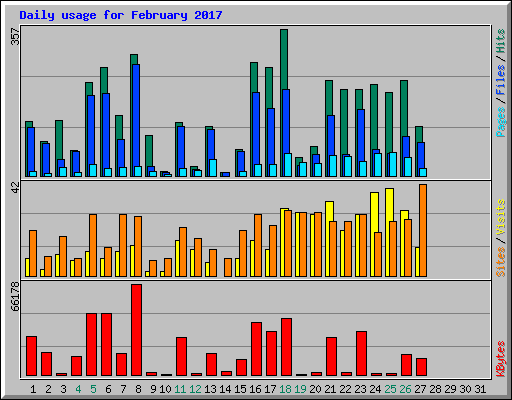 Daily usage for February 2017
357
Pages / Files / Hits
42
Sites / Visits
66178
KBytes
1 2 3 4 5 6 7 8 9 10 11 12 13 14 15 16 17 18 19 20 21 22 23 24 25 26 27 28 29 30 31